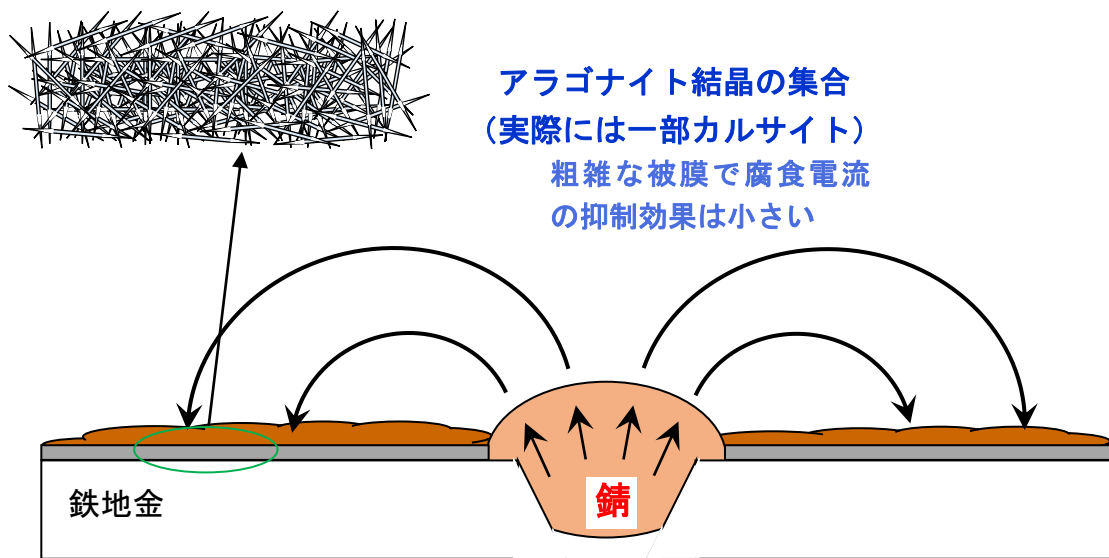 アラゴナイト結晶の集合
（実際には一部カルサイト）
粗雑な被膜で腐食電流
の抑制効果は小さい
鉄地金
錆